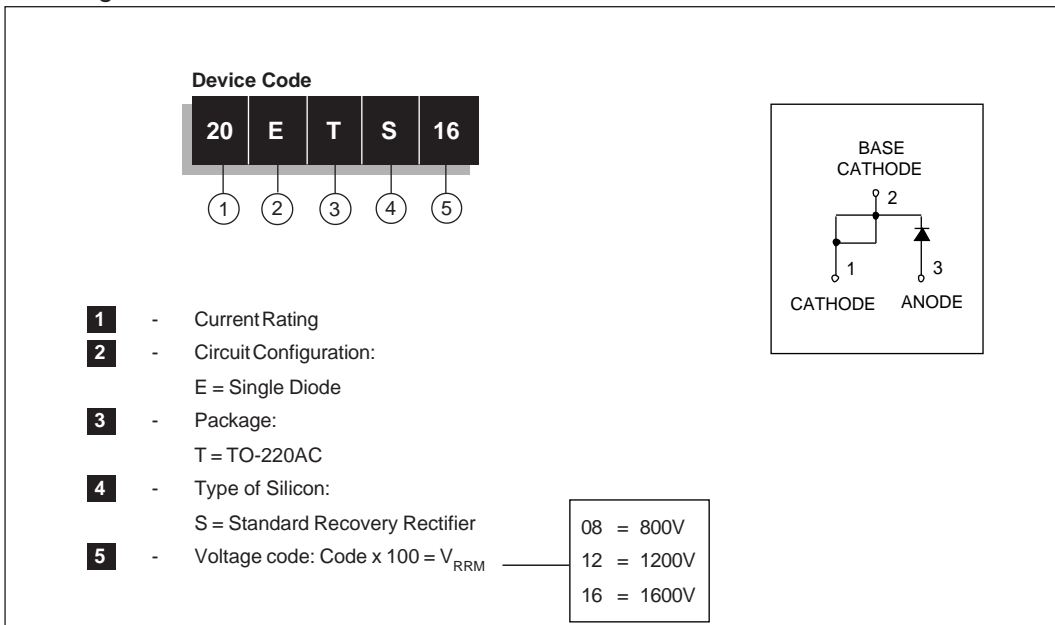 Device Code
20 E T S 16
1 2 3 4 5
BASE
CATHODE
2
1 3
CATHODE ANODE
1 - Current Rating
2 - Circuit Configuration:
E = Single Diode
3 - Package:
T = TO-220AC
4 - Type of Silicon:
S = Standard Recovery Rectifier
5 - Voltage code: Code x 100 = VRRM
08 = 800V
12 = 1200V
16 = 1600V